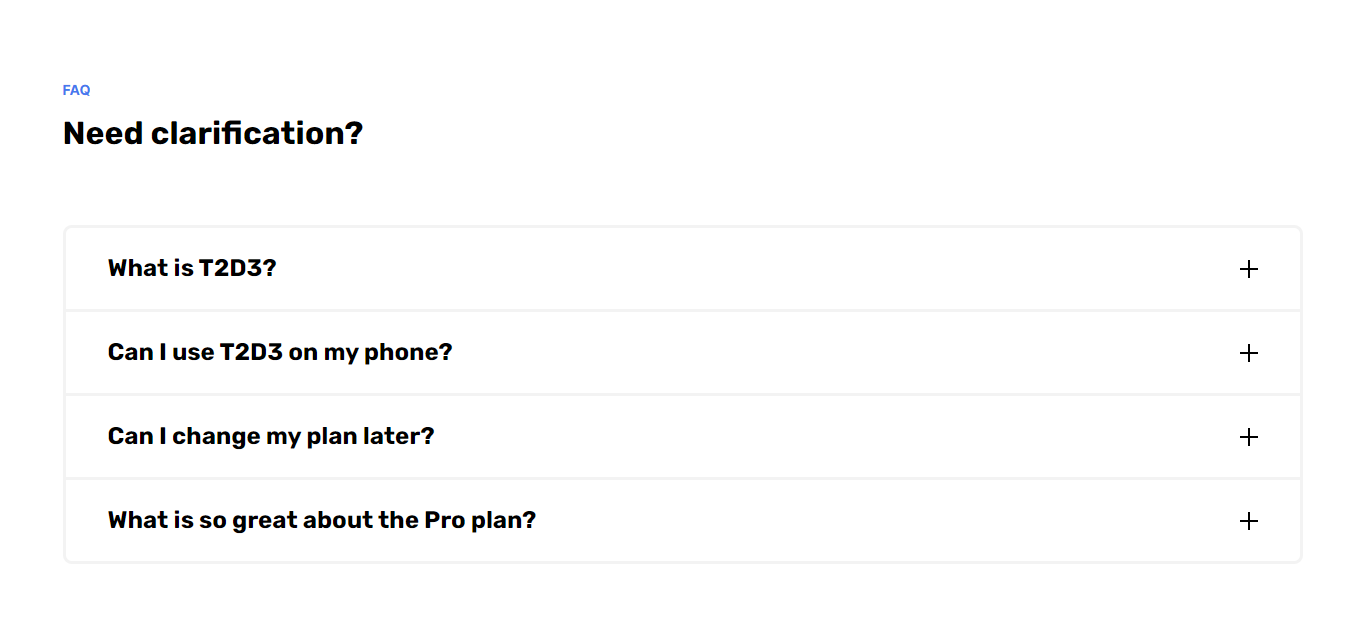 FAQ
Need clarification?
What is T2D3?
Can I use T2D3 on my phone?
Can I change my plan later?
What is so great about the Pro plan?